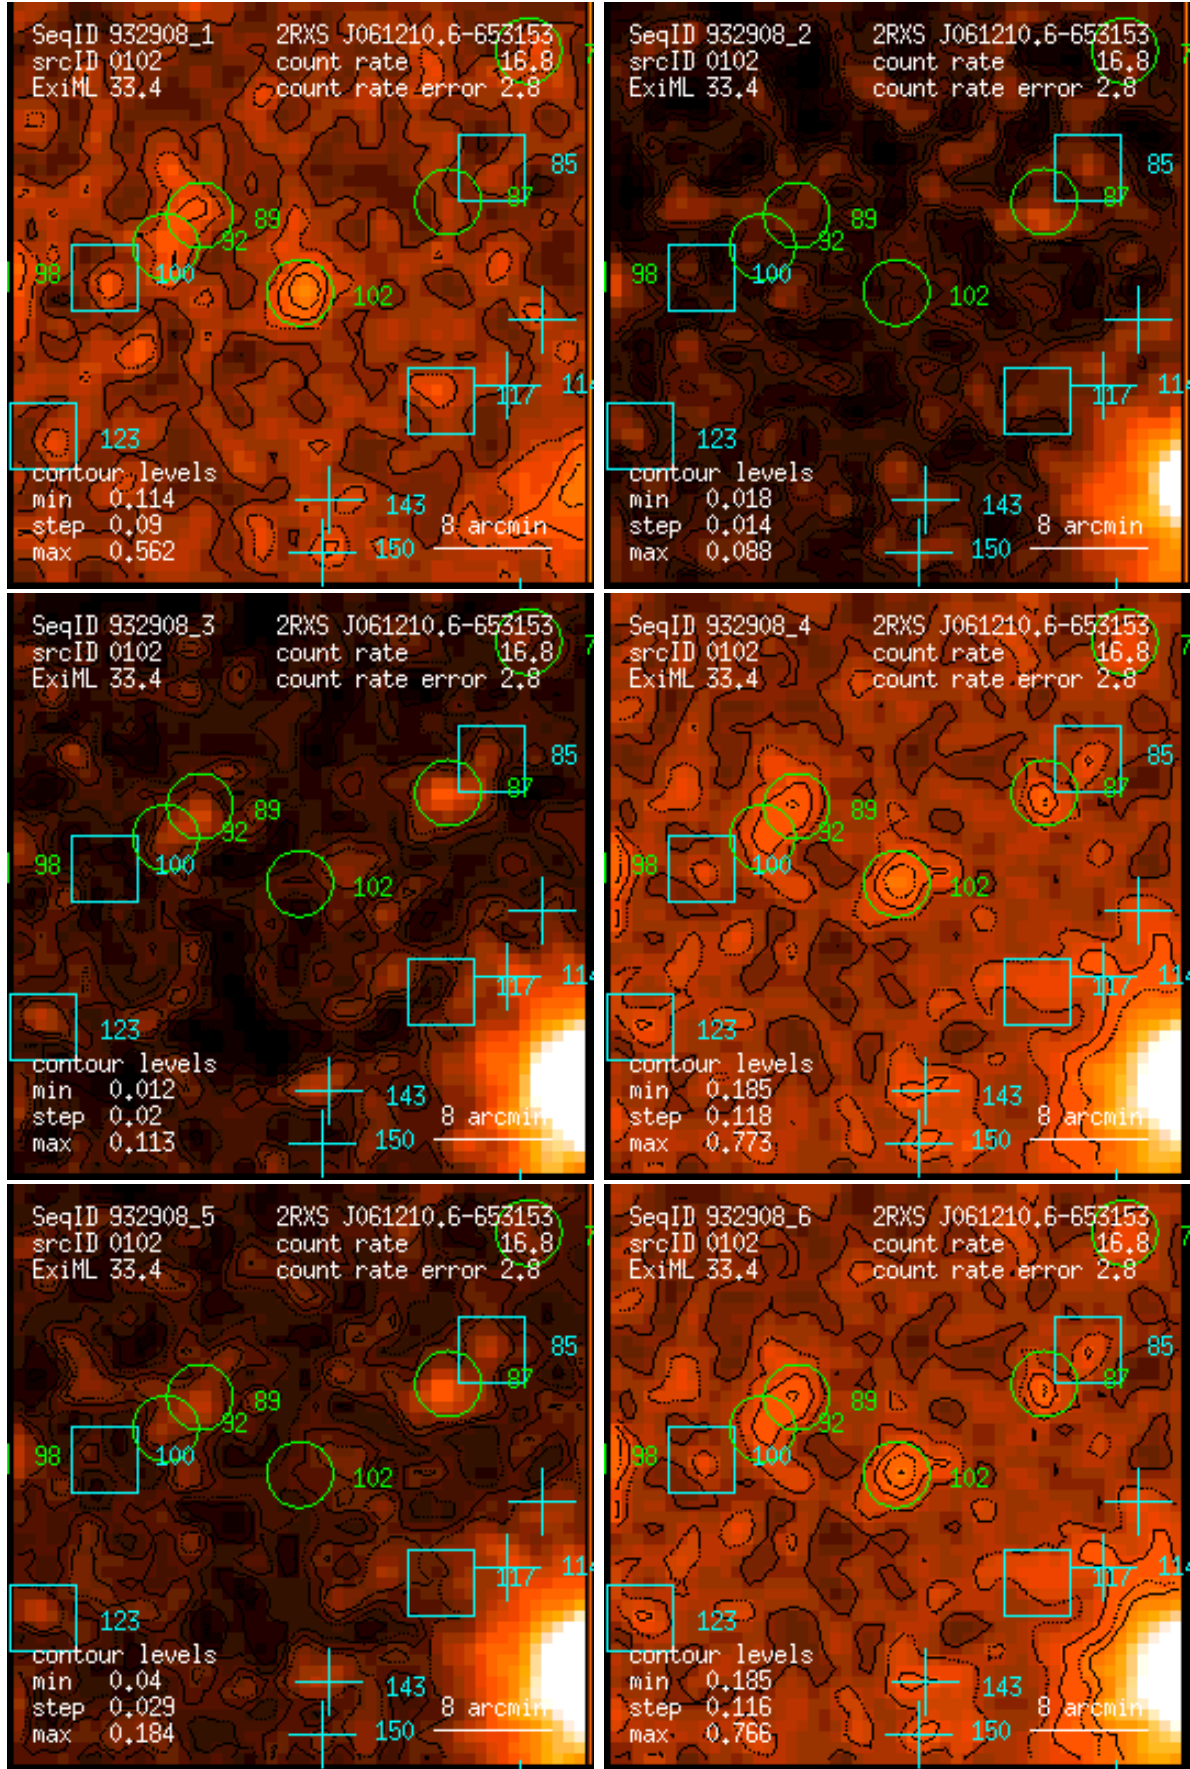 SeqID 932908_1 2RXS J061210.6-653153
srcID 0102 count rate 16.8
ExiML 33.4 count rate error 2.8
85
87
89
92
98 100
102
114
117
123
contour levels
min 0.114
143
step 0.09 8 arcmin
max 0.562 150
SeqID 932908_2 2RXS J061210.6-653153
srcID 0102 count rate 16.8
ExiML 33.4 count rate error 2.8
85
87
89
92
98 100
102
114
117
123
contour levels
min 0.018
143
step 0.014 8 arcmin
max 0.088 150
SeqID 932908_3 2RXS J061210.6-653153
srcID 0102 count rate 16.8
ExiML 33.4 count rate error 2.8
85
87
89
92
98 100
102
114
117
123
contour levels
min 0.012
143
step 0.02 8 arcmin
max 0.113 150
SeqID 932908_4 2RXS J061210.6-653153
srcID 0102 count rate 16.8
ExiML 33.4 count rate error 2.8
85
87
89
92
98 100
102
114
117
123
contour levels
min 0.185
143
step 0.118 8 arcmin
max 0.773 150
SeqID 932908_5 2RXS J061210.6-653153
srcID 0102 count rate 16.8
ExiML 33.4 count rate error 2.8
85
87
89
92
98 100
102
114
117
123
contour levels
min 0.04
143
step 0.029 8 arcmin
max 0.184 150
SeqID 932908_6 2RXS J061210.6-653153
srcID 0102 count rate 16.8
ExiML 33.4 count rate error 2.8
85
87
89
92
98 100
102
114
117
123
contour levels
min 0.185
143
step 0.116 8 arcmin
max 0.766 150